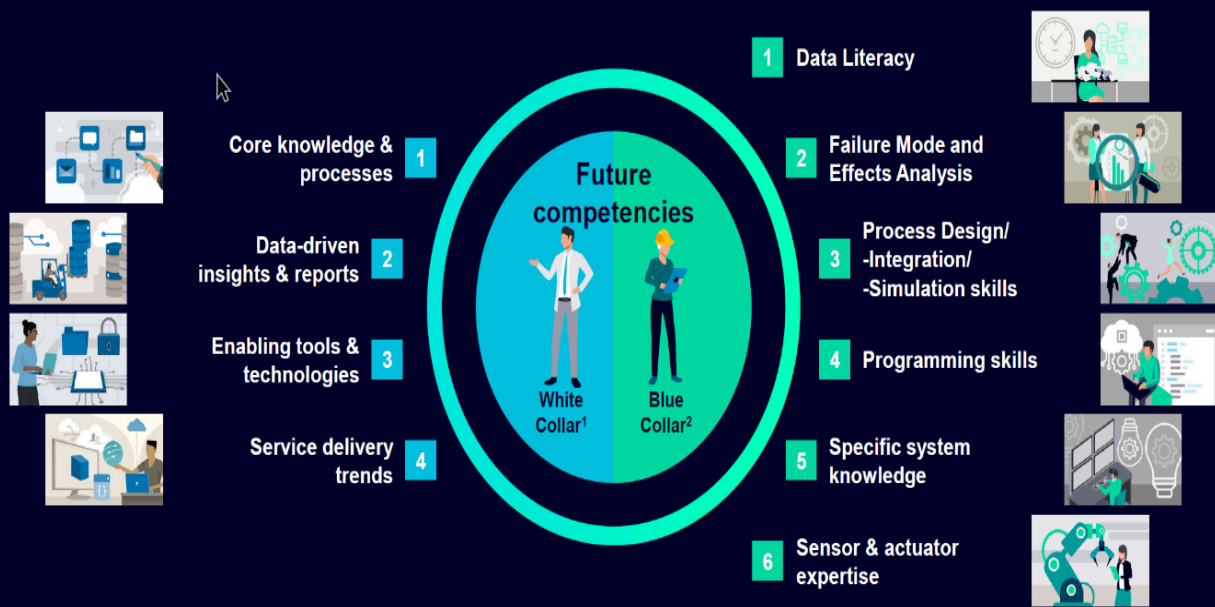 Future
competencies
White
Collar¹
Blue
Collar²
1
Core knowledge &
processes
2
Data-driven
insights & reports
3
Enabling tools &
technologies
4
Service delivery
trends
1
Data Literacy
2
Failure Mode and
Effects Analysis
3
Process Design/
-Integration/
-Simulation skills
4
Programming skills
5
Specific system
knowledge
6
Sensor & actuator
expertise